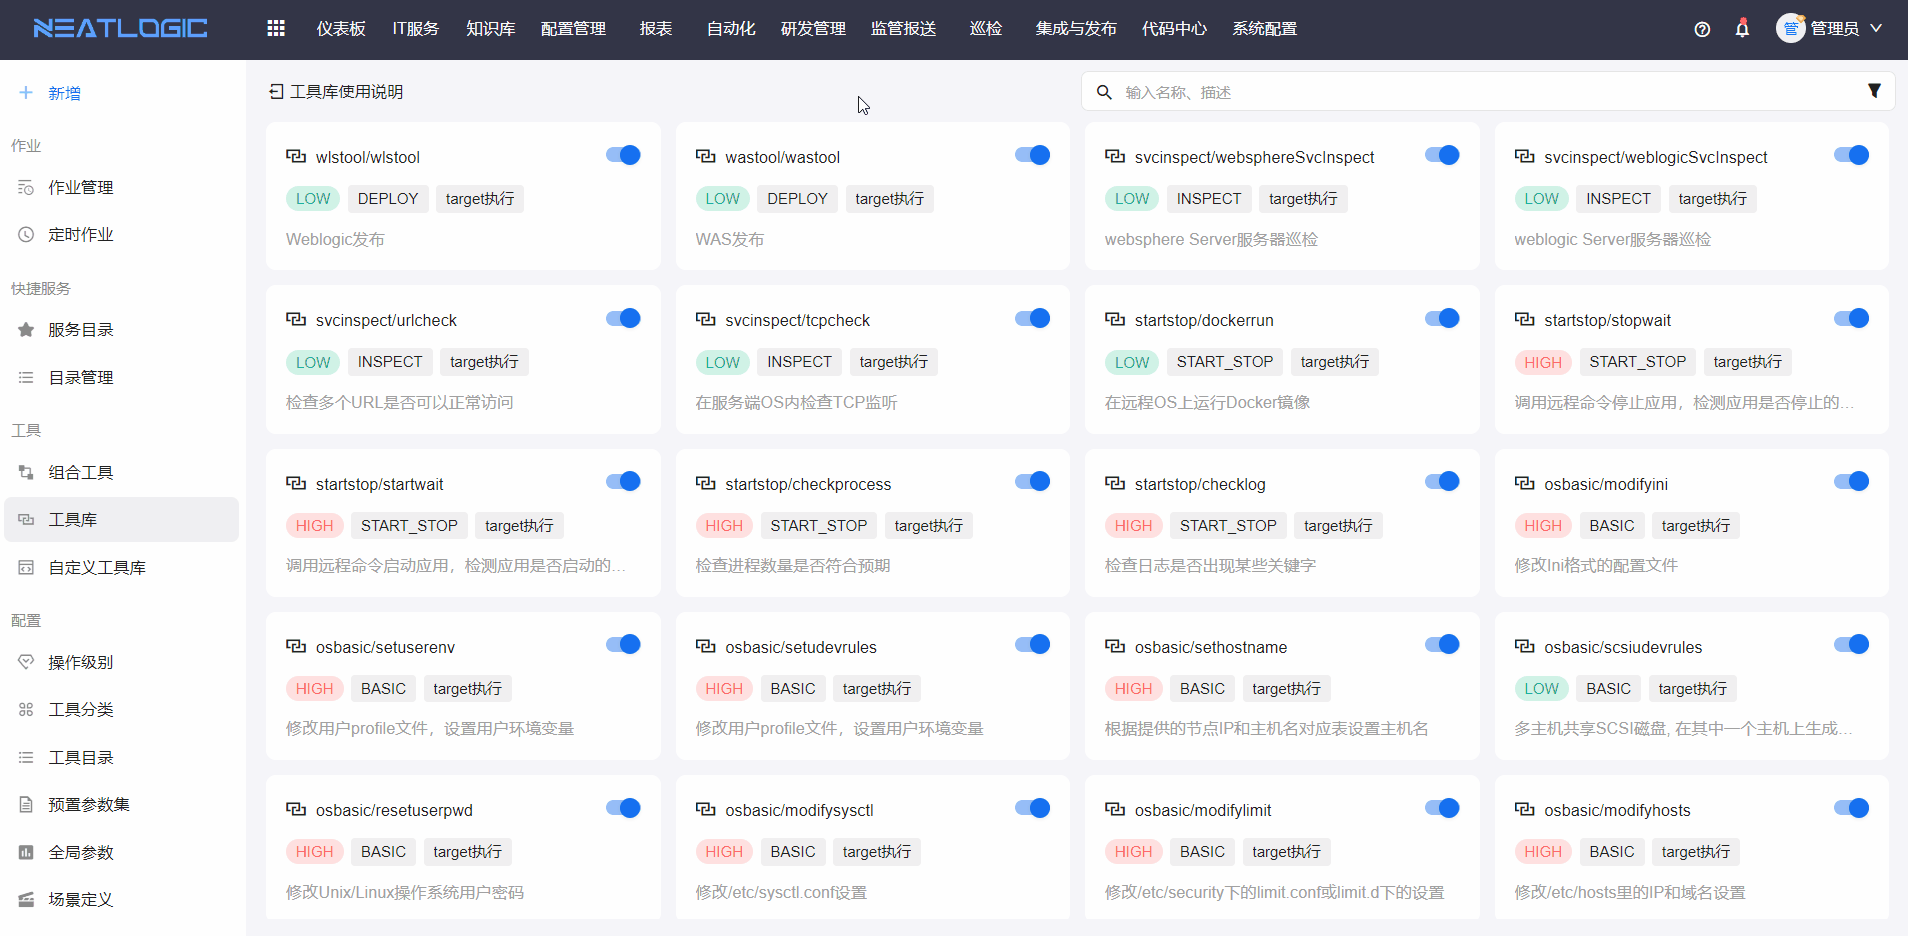 NEATLOGIC
仪表板 IT服务 知识库 配置管理 报表 自动化 研发管理 监管报送 巡检 集成与发布 代码中心 系统配置
管 管理员
新增
作业
作业管理
定时作业
快捷服务
服务目录
目录管理
工具
组合工具
工具库
自定义工具库
配置
操作级别
工具分类
工具目录
预置参数集
全局参数
场景定义
工具库使用说明
输入名称、描述
wlstool/wlstool
LOW DEPLOY target执行
Weblogic发布
wastool/wastool
LOW DEPLOY target执行
WAS发布
svcinspect/websphereSvcInspect
LOW INSPECT target执行
websphere Server服务器巡检
svcinspect/weblogicSvcInspect
LOW INSPECT target执行
weblogic Server服务器巡检
svcinspect/urlcheck
LOW INSPECT target执行
检查多个URL是否可以正常访问
svcinspect/tcpcheck
LOW INSPECT target执行
在服务端OS内检查TCP监听
startstop/dockerrun
LOW START_STOP target执行
在远程OS上运行Docker镜像
startstop/stopwait
HIGH START_STOP target执行
调用远程命令停止应用，检测应用是否停止的...
startstop/startwait
HIGH START_STOP target执行
调用远程命令启动应用，检测应用是否启动的...
startstop/checkprocess
HIGH START_STOP target执行
检查进程数量是否符合预期
startstop/checklog
HIGH START_STOP target执行
检查日志是否出现某些关键字
osbasic/modifyini
HIGH BASIC target执行
修改Ini格式的配置文件
osbasic/setuserenv
HIGH BASIC target执行
修改用户profile文件，设置用户环境变量
osbasic/setudevrules
HIGH BASIC target执行
修改用户profile文件，设置用户环境变量
osbasic/sethostname
HIGH BASIC target执行
根据提供的节点IP和主机名对应表设置主机名
osbasic/scsiudevrules
LOW BASIC target执行
多主机共享SCSI磁盘, 在其中一个主机上生成...
osbasic/resetuserpwd
HIGH BASIC target执行
修改Unix/Linux操作系统用户密码
osbasic/modifysysctl
HIGH BASIC target执行
修改/etc/sysctl.conf设置
osbasic/modifylimit
HIGH BASIC target执行
修改/etc/security下的limit.conf或limit.d下的设置
osbasic/modifyhosts
HIGH BASIC target执行
修改/etc/hosts里的IP和域名设置